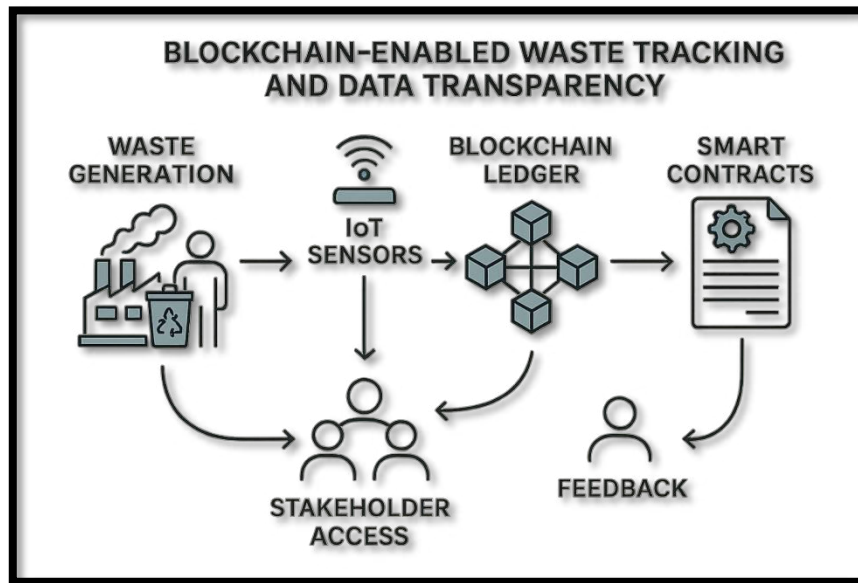 BLOCKCHAIN-ENABLED WASTE TRACKING
AND DATA TRANSPARENCY
WASTE
GENERATION
IoT
SENSORS
BLOCKCHAIN
LEDGER
SMART
CONTRACTS
STAKEHOLDER
ACCESS
FEEDBACK